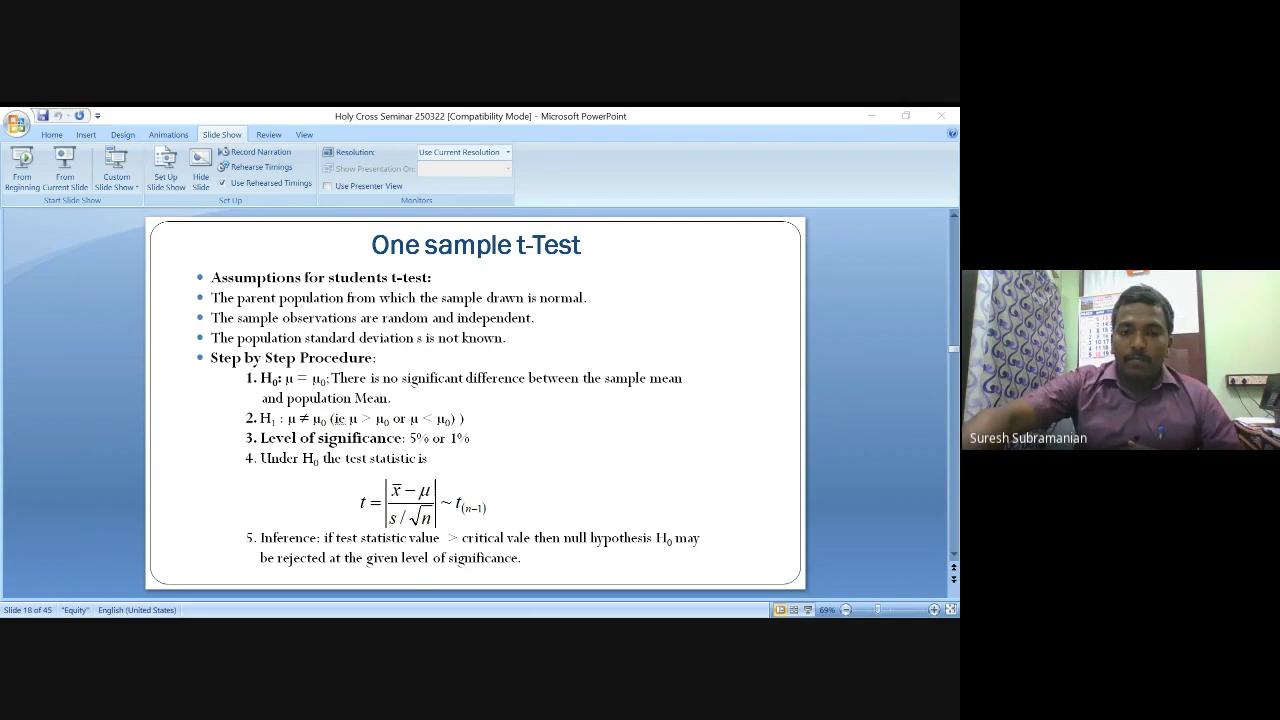 Holy Cross Seminar 250322 [Compatibility Mode] - Microsoft PowerPoint
Home Insert Design Animations Slide Show Review View
From Beginning
From Current Slide
Custom Slide Show
Start Slide Show
Set Up Slide Show
Hide Slide
Record Narration
Rehearse Timings
Use Rehearsed Timings
Set Up
Resolution: Use Current Resolution
Show Presentation On:
Use Presenter View
Monitors
One sample t-Test
Assumptions for students t-test:
The parent population from which the sample drawn is normal.
The sample observations are random and independent.
The population standard deviation s is not known.
Step by Step Procedure:
1. H₀: µ = µ₀; There is no significant difference between the sample mean
and population Mean.
2. H₁ : µ ≠ µ₀ (ie µ > µ₀ or µ < µ₀) )
3. Level of significance: 5% or 1%
4. Under H₀ the test statistic is
t = |(x̄ − µ) / (s / √n)| ~ t₍ₙ₋₁₎
5. Inference: if test statistic value > critical vale then null hypothesis H₀ may
be rejected at the given level of significance.
Suresh Subramanian
Slide 18 of 45 "Equity" English (United States) 69%